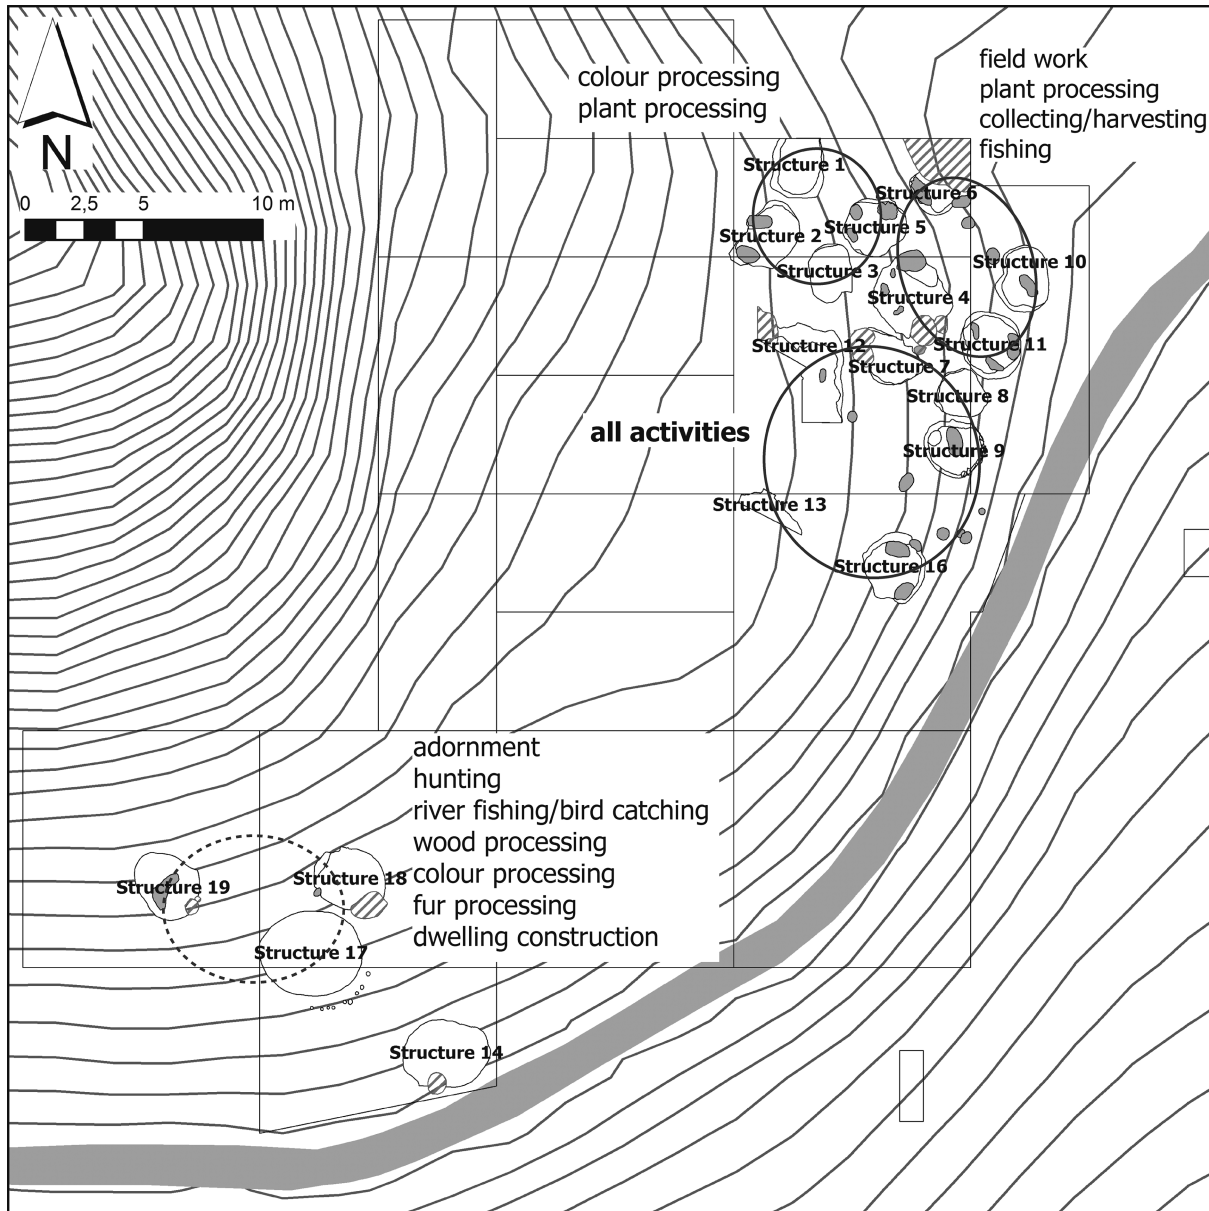 N
0 2,5 5 10 m
colour processing
plant processing
field work
plant processing
collecting/harvesting
fishing
Structure 1
Structure 6
Structure 2
Structure 5
Structure 3
Structure 10
Structure 4
Structure 12
Structure 11
Structure 7
Structure 8
all activities
Structure 9
Structure 13
Structure 16
adornment
hunting
river fishing/bird catching
wood processing
colour processing
fur processing
dwelling construction
Structure 19
Structure 18
Structure 17
Structure 14